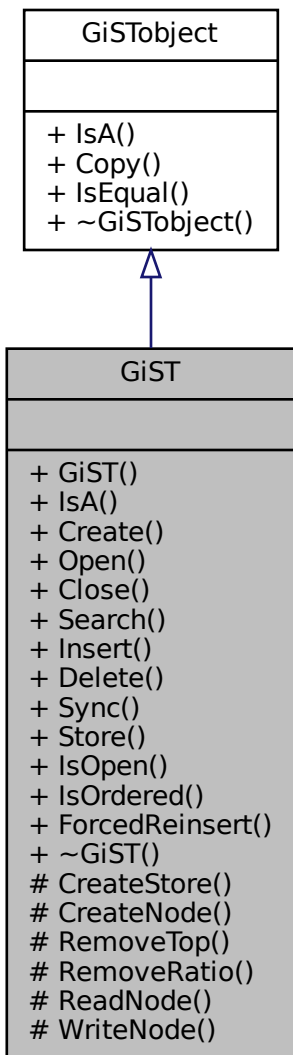 GiSTobject
+ IsA()
+ Copy()
+ IsEqual()
+ ~GiSTobject()
GiST
+ GiST()
+ IsA()
+ Create()
+ Open()
+ Close()
+ Search()
+ Insert()
+ Delete()
+ Sync()
+ Store()
+ IsOpen()
+ IsOrdered()
+ ForcedReinsert()
+ ~GiST()
# CreateStore()
# CreateNode()
# RemoveTop()
# RemoveRatio()
# ReadNode()
# WriteNode()